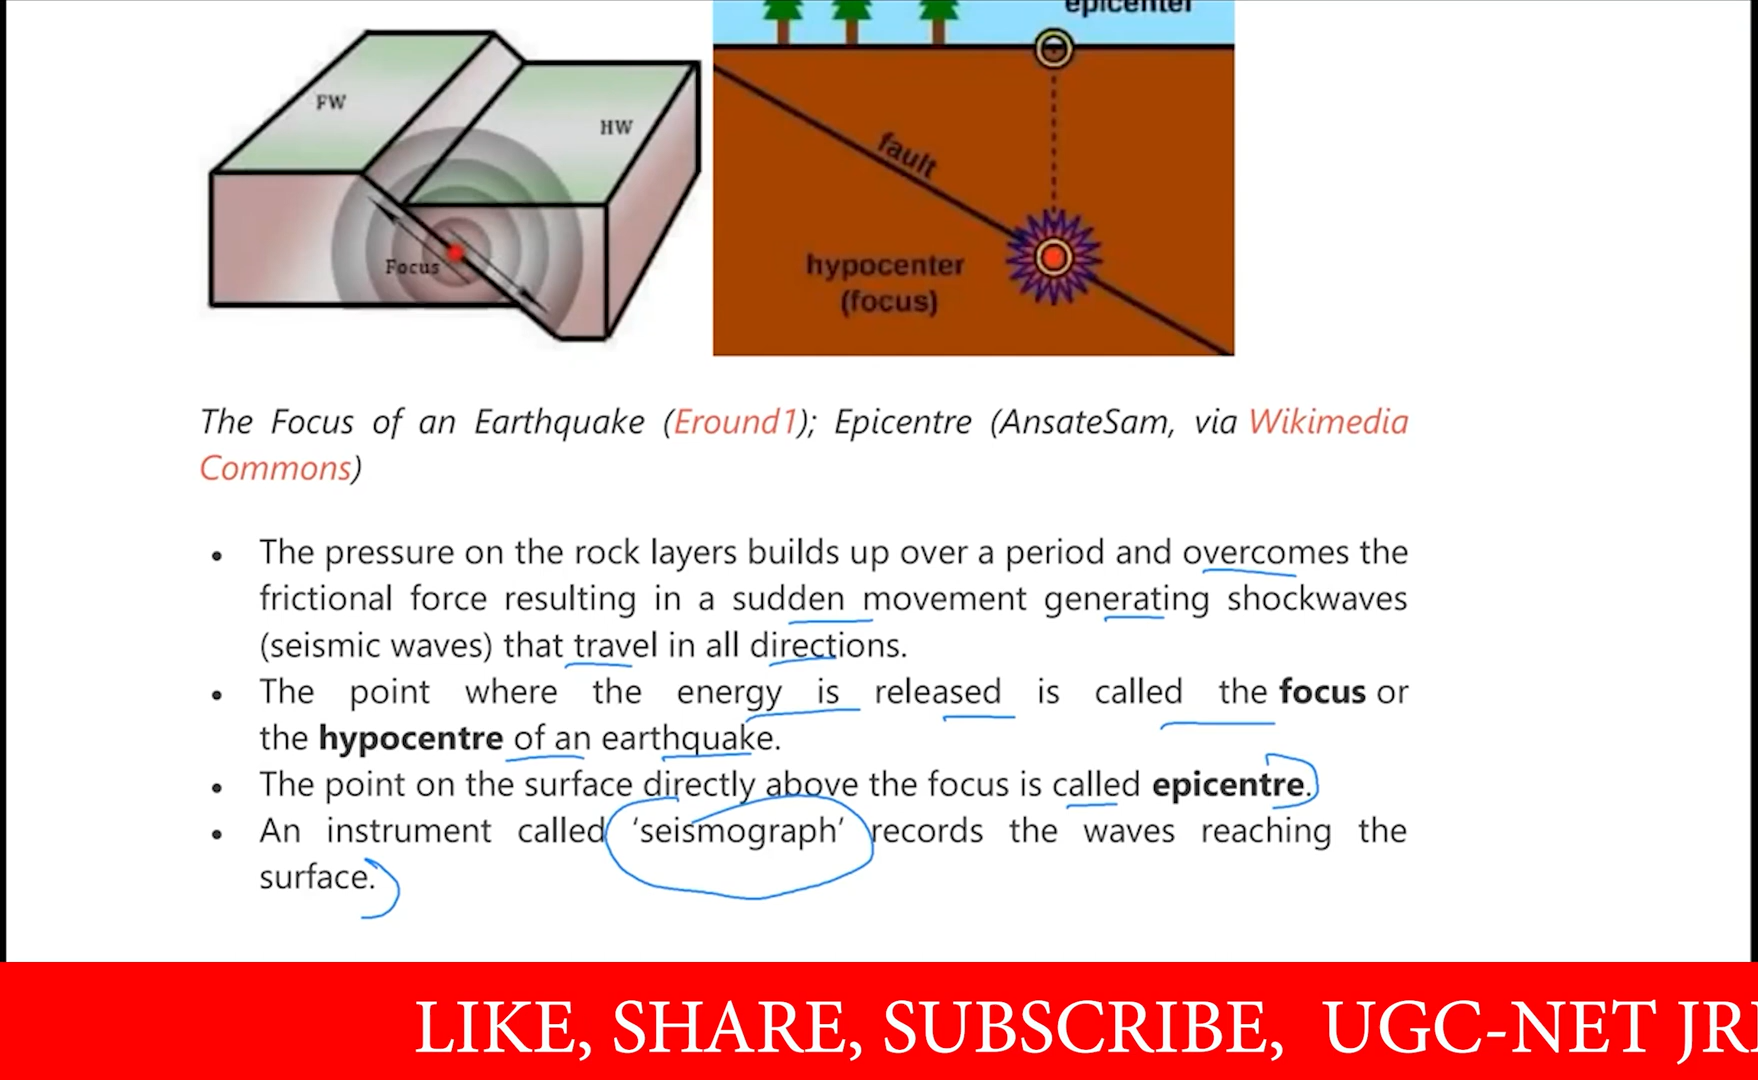 epicenter
FW
HW
fault
Focus
hypocenter
(focus)
The Focus of an Earthquake (Eround1); Epicentre (AnsateSam, via Wikimedia
Commons)
• The pressure on the rock layers builds up over a period and overcomes the
frictional force resulting in a sudden movement generating shockwaves
(seismic waves) that travel in all directions.
• The point where the energy is released is called the focus or
the hypocentre of an earthquake.
• The point on the surface directly above the focus is called epicentre.
• An instrument called ‘seismograph’ records the waves reaching the
surface.
LIKE, SHARE, SUBSCRIBE, UGC-NET JR